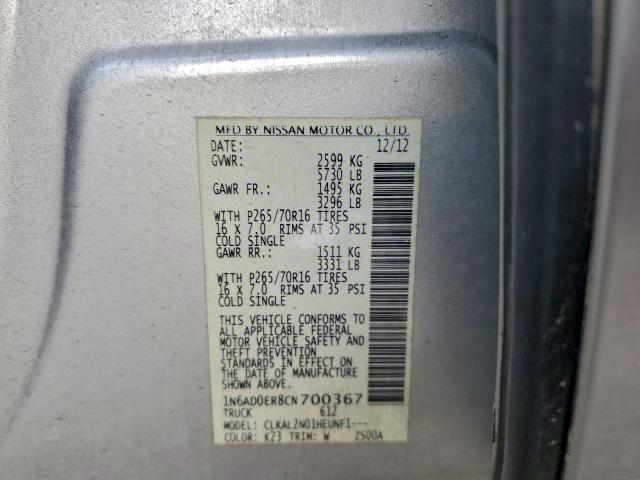 MFD BY NISSAN MOTOR CO., LTD.
DATE: 12/12
GVWR: 2599 KG
5730 LB
GAWR FR.: 1495 KG
3296 LB
WITH P265/70R16 TIRES
16 X 7.0 RIMS AT 35 PSI
COLD SINGLE
GAWR RR.: 1511 KG
3331 LB
WITH P265/70R16 TIRES
16 X 7.0 RIMS AT 35 PSI
COLD SINGLE
THIS VEHICLE CONFORMS TO
ALL APPLICABLE FEDERAL
MOTOR VEHICLE SAFETY AND
THEFT PREVENTION
STANDARDS IN EFFECT ON
THE DATE OF MANUFACTURE
SHOWN ABOVE.
1N6AD0ER8CN700367
TRUCK 612
MODEL: CLKAL2N01HEUNF1---
COLOR: K23 TRIM: W 2S00A